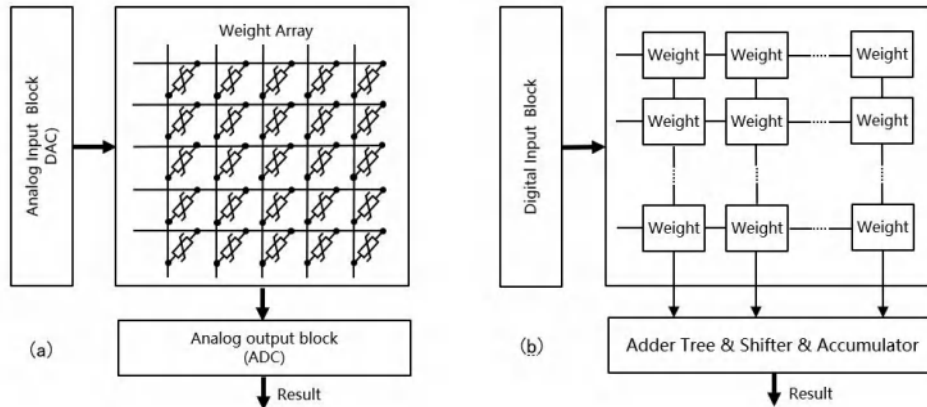 Analog Input Block
DAC)
Weight Array
Analog output block
(ADC)
Result
(a)
Digital Input Block
Weight Weight Weight
Weight Weight Weight
Weight Weight Weight
Adder Tree & Shifter & Accumulator
Result
(b)